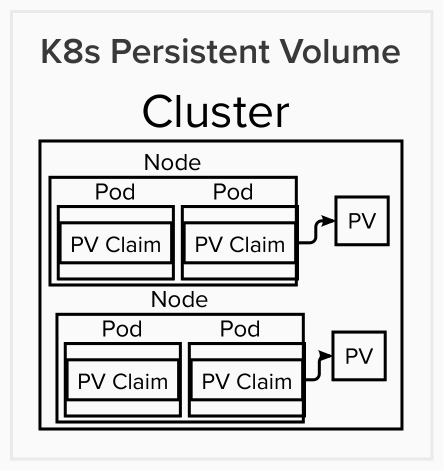 K8s Persistent Volume
Cluster
Node
Pod Pod
PV Claim PV Claim PV
Node
Pod Pod
PV Claim PV Claim PV